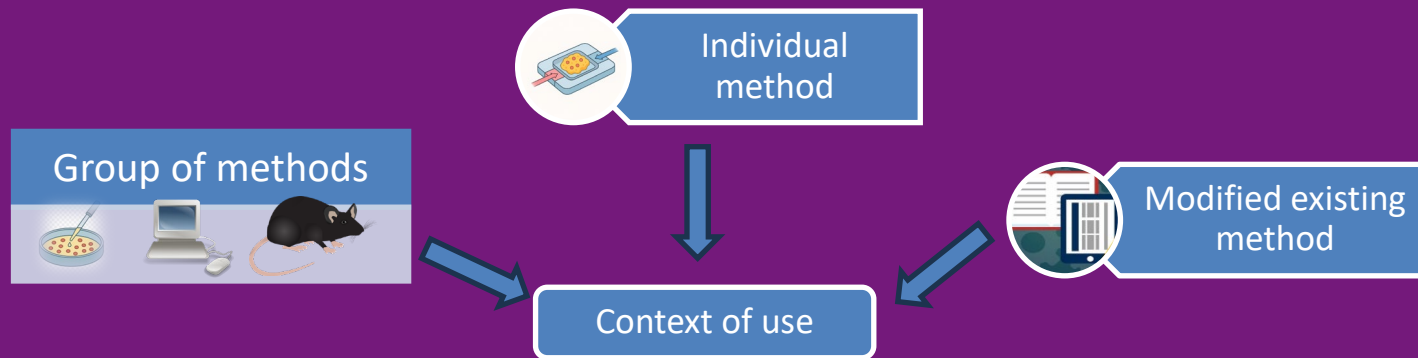 Individual
method
Group of methods
Modified existing
method
Context of use